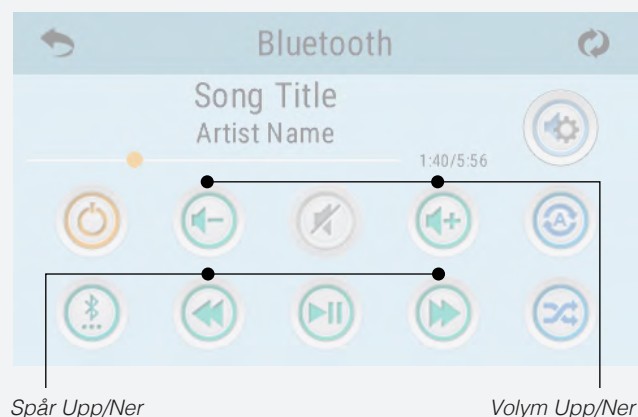 Bluetooth
Song Title
Artist Name
1:40/5:56
A
Spår Upp/Ner
Volym Upp/Ner